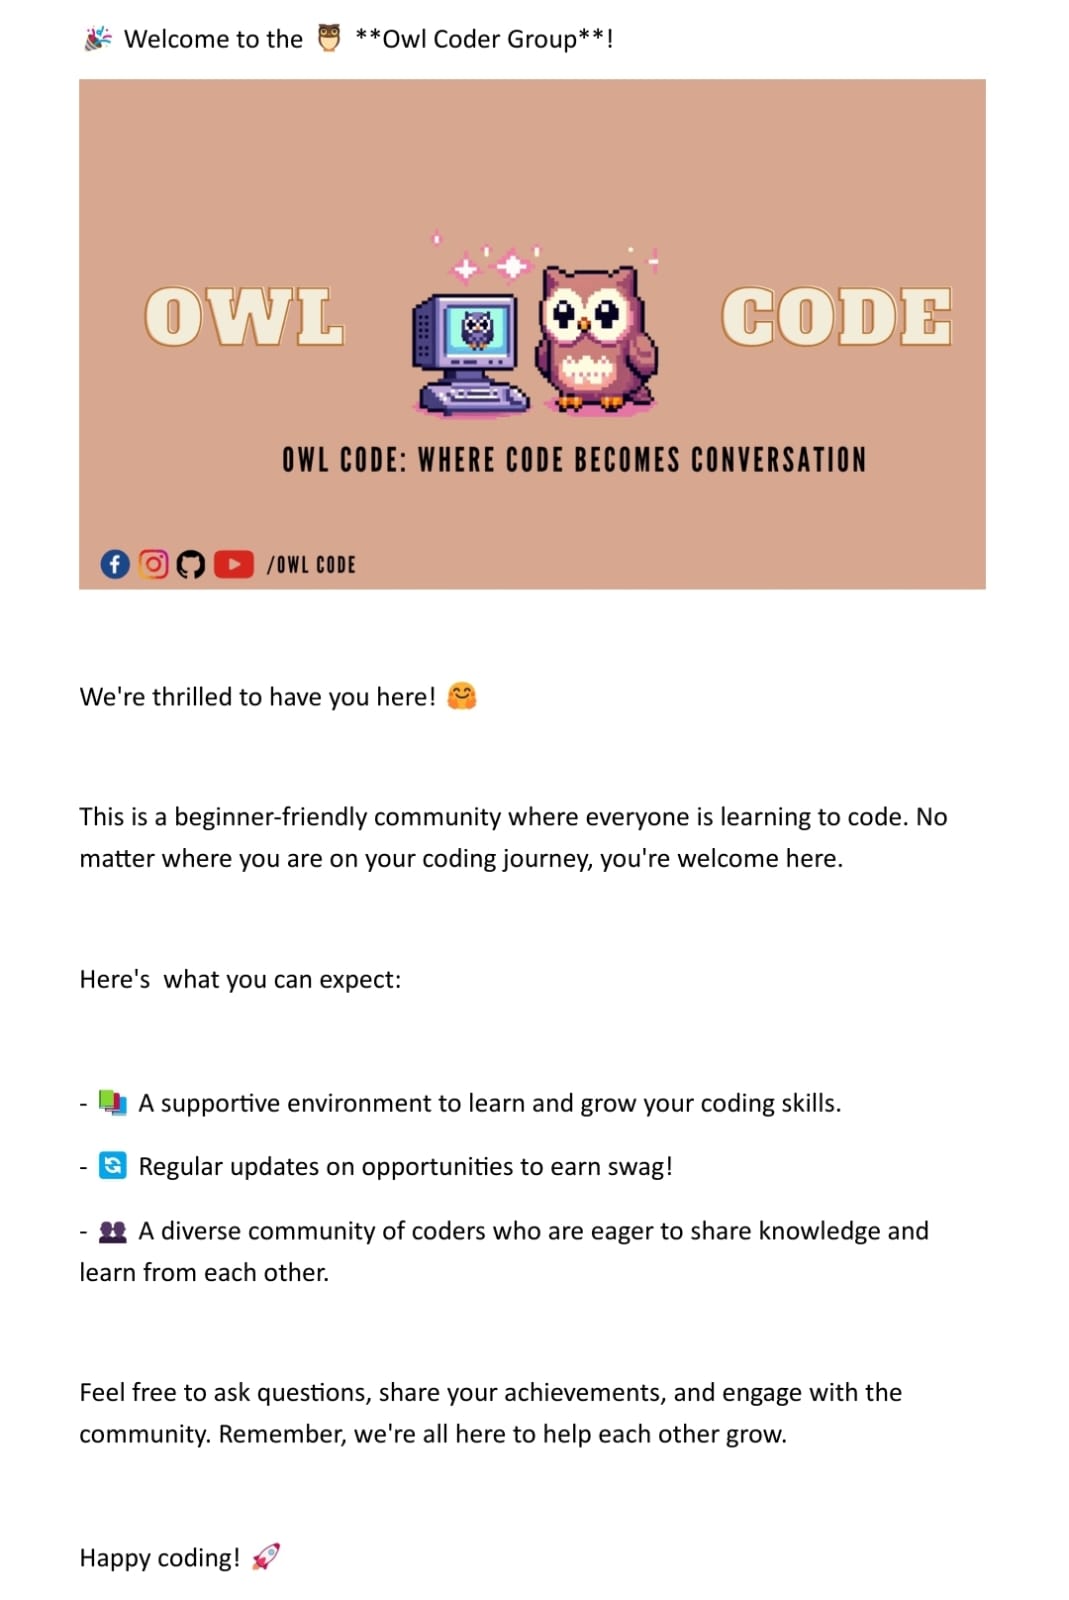 🎉 Welcome to the 🦉 **Owl Coder Group**!
OWL CODE
OWL CODE: WHERE CODE BECOMES CONVERSATION
/OWL CODE
We're thrilled to have you here! 🤗
This is a beginner-friendly community where everyone is learning to code. No
matter where you are on your coding journey, you're welcome here.
Here's  what you can expect:
- 📚 A supportive environment to learn and grow your coding skills.
- 🔄 Regular updates on opportunities to earn swag!
- 👥 A diverse community of coders who are eager to share knowledge and
learn from each other.
Feel free to ask questions, share your achievements, and engage with the
community. Remember, we're all here to help each other grow.
Happy coding! 🚀